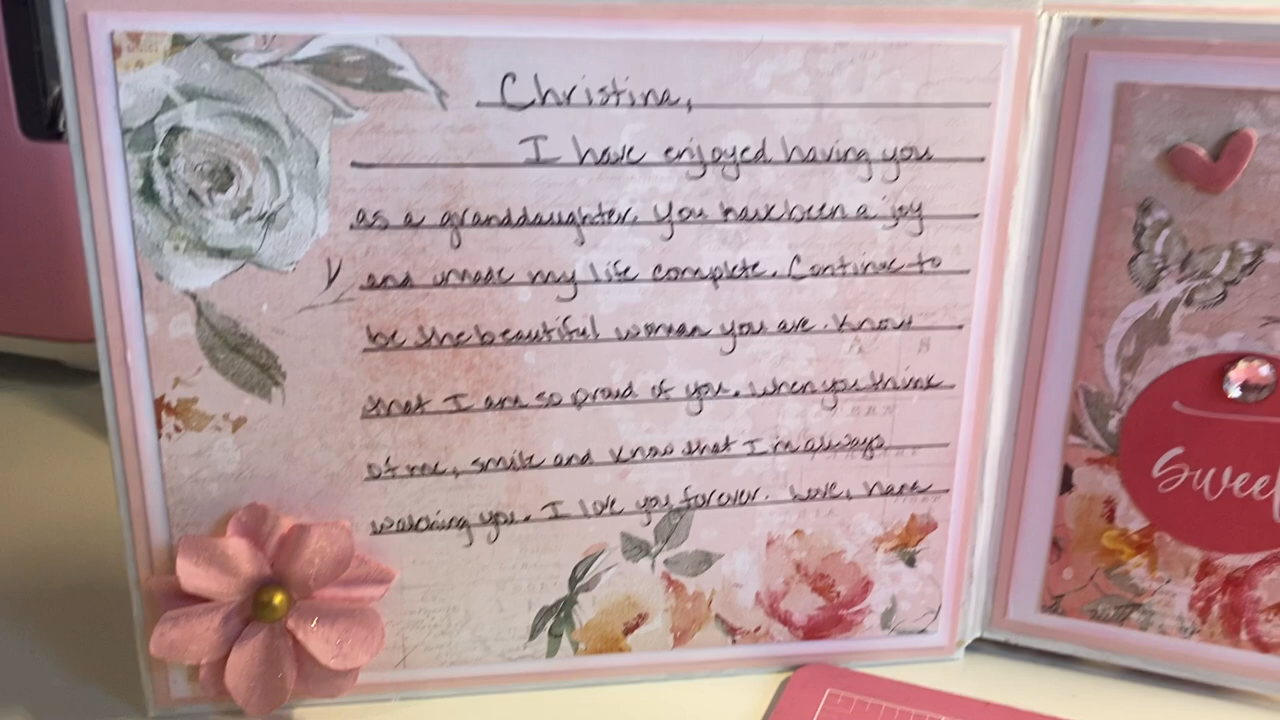 Christina,
I have enjoyed having you
as a granddaughter. You have been a joy
and made my life complete. Continue to
be the beautiful woman you are. Know
that I am so proud of you. When you think
of me, smile and know that I'm always
watching you. I love you forever. Love, Nana
Sweet